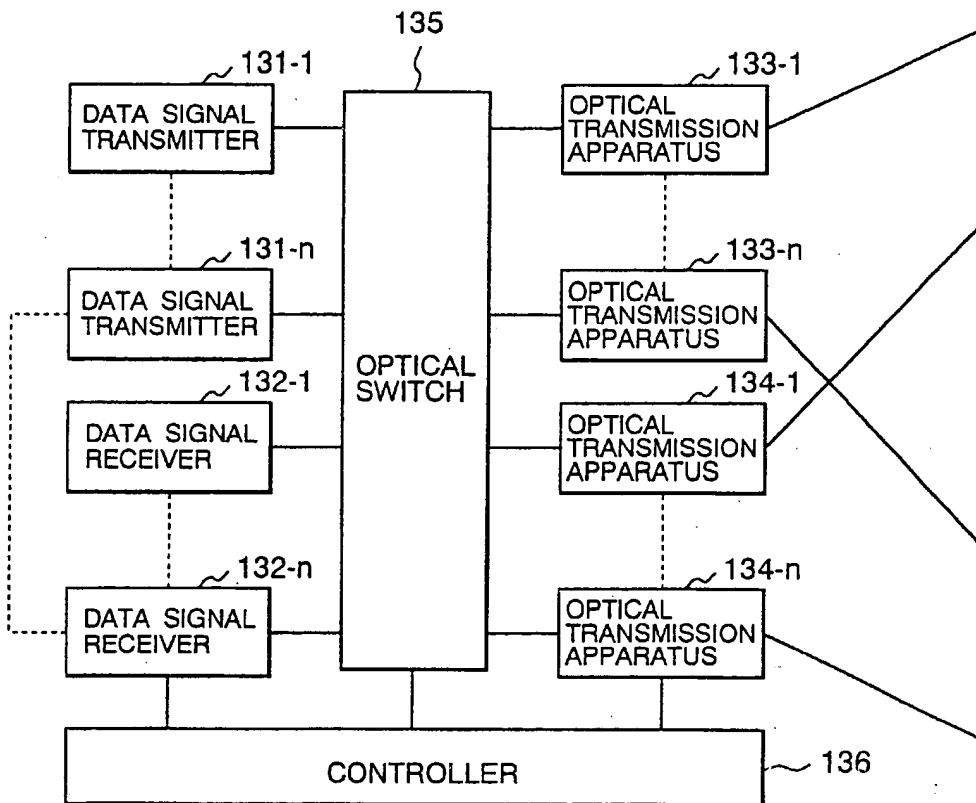 135
131-1
DATA SIGNAL
TRANSMITTER
133-1
OPTICAL
TRANSMISSION
APPARATUS
131-n
DATA SIGNAL
TRANSMITTER
133-n
OPTICAL
TRANSMISSION
APPARATUS
OPTICAL
SWITCH
132-1
DATA SIGNAL
RECEIVER
134-1
OPTICAL
TRANSMISSION
APPARATUS
132-n
DATA SIGNAL
RECEIVER
134-n
OPTICAL
TRANSMISSION
APPARATUS
CONTROLLER
136